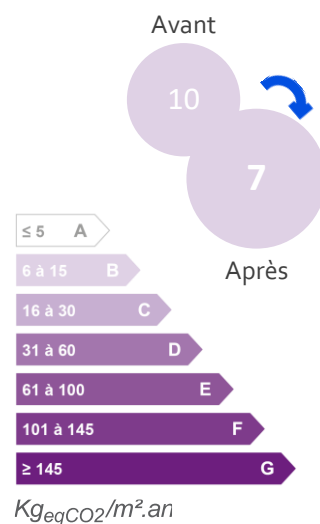 Avant
10
7
Après
≤ 5 A
6 à 15 B
16 à 30 C
31 à 60 D
61 à 100 E
101 à 145 F
≥ 145 G
KgeqCO2/m².an